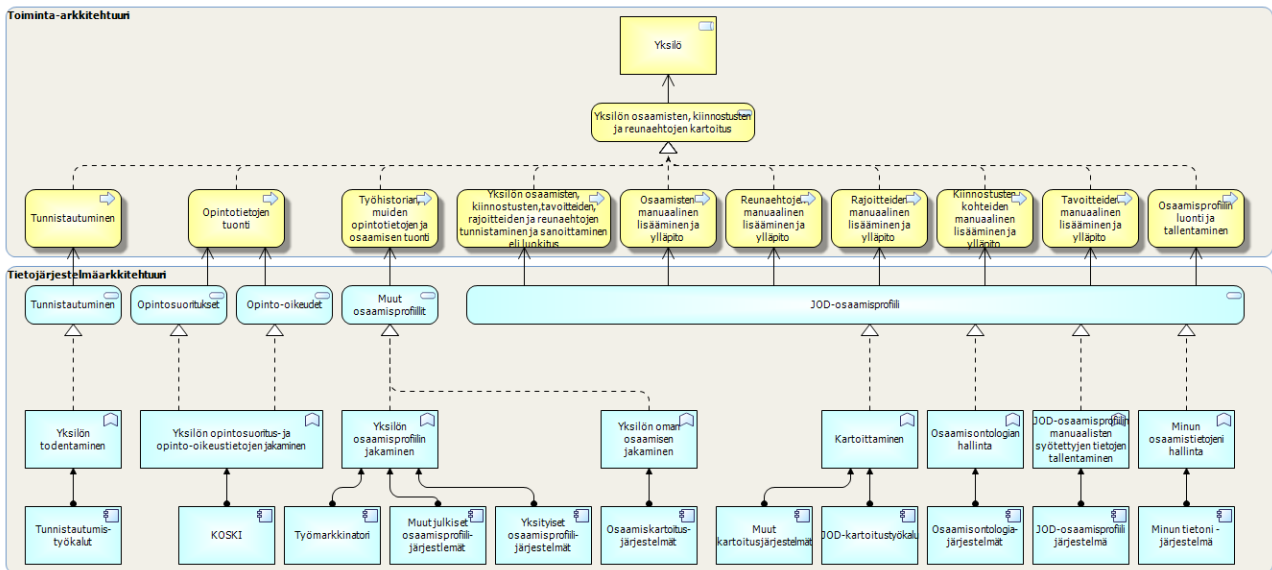 Toiminta-arkkitehtuuri
Yksilö
Yksilön osaamisten, kiinnostusten
ja reunaehtojen kartoitus
Tunnistautuminen
Opintotietojen
tuonti
Työhistorian,
muiden
opintotietojen ja
osaamisen tuonti
Yksilön osaamisten,
kiinnostusten,tavoitteiden,
rajoitteiden ja reunaehtojen
tunnistaminen ja sanoittaminen
eli luokitus
Osaamisten
manuaalinen
lisääminen ja
ylläpito
Reunaehtojen
manuaalinen
lisääminen ja
ylläpito
Rajoitteiden
manuaalinen
lisääminen ja
ylläpito
Kiinnostusten
kohteiden
manuaalinen
lisääminen ja
ylläpito
Tavoitteiden
manuaalinen
lisääminen ja
ylläpito
Osaamisprofiilin
luonti ja
tallentaminen
Tietojärjestelmäarkkitehtuuri
Tunnistautuminen
Opintosuoritukset
Opinto-oikeudet
Muut
osaamisprofiillit
JOD-osaamisprofiili
Yksilön
todentaminen
Yksilön opintosuoritus- ja
opinto-oikeustietojen jakaminen
Yksilön
osaamisprofiilin
jakaminen
Yksilön oman
osaamisen
jakaminen
Kartoittaminen
Osaamisontologian
hallinta
JOD-osaamisprofiilin
manuaalisten
syötettyjen tietojen
tallentaminen
Minun
osaamistietojeni
hallinta
Tunnistautumis-
työkalut
KOSKI
Työmarkkinatori
Muut julkiset
osaamisprofiili-
järjestlemät
Yksityiset
osaamisprofiili-
järjestelmät
Osaamiskartoitus-
järjestelmät
Muut
kartoitusjärjestelmät
JOD-kartoitustyökalu
Osaamisontologia-
järjestelmät
JOD-osaamisprofiili
järjestelmä
Minun tietoni -
järjestelmä